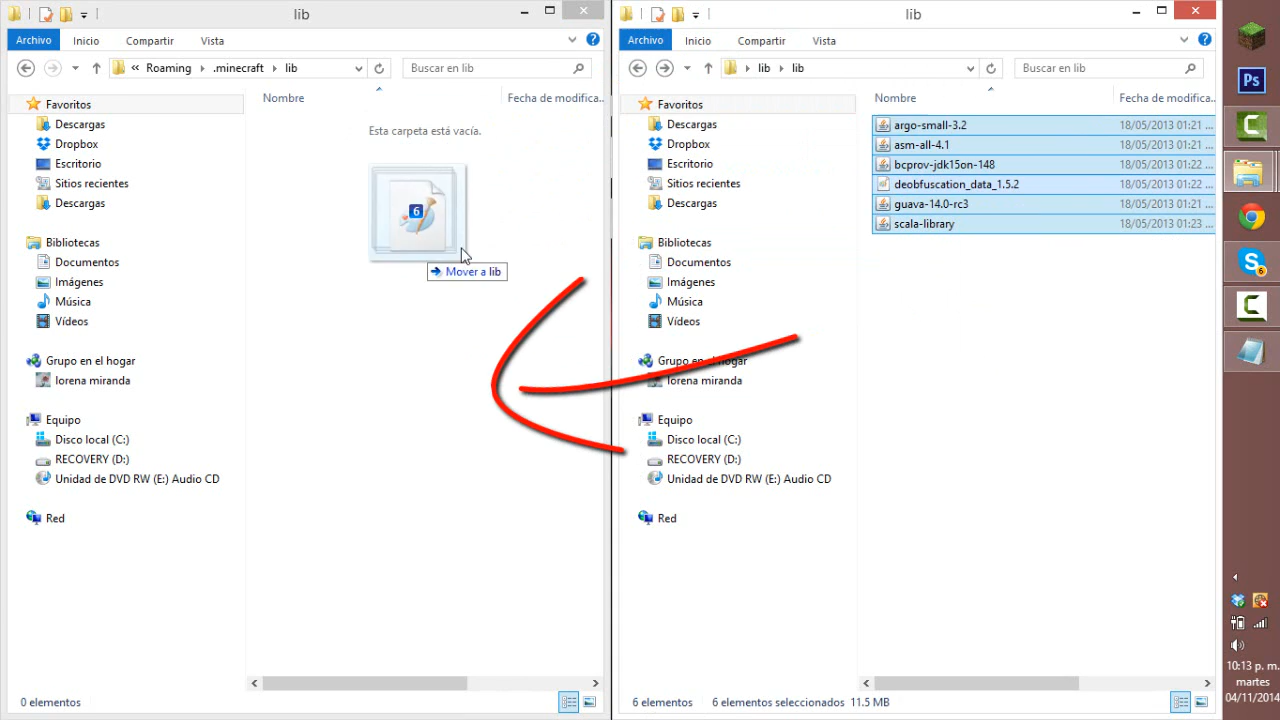 lib
Archivo Inicio Compartir Vista
« Roaming .minecraft lib
Buscar en lib
Favoritos
Descargas
Dropbox
Escritorio
Sitios recientes
Descargas
Bibliotecas
Documentos
Imágenes
Música
Vídeos
Grupo en el hogar
lorena miranda
Equipo
Disco local (C:)
RECOVERY (D:)
Unidad de DVD RW (E:) Audio CD
Red
Nombre Fecha de modifica...
Esta carpeta está vacía.
6
Mover a lib
0 elementos
lib
Archivo Inicio Compartir Vista
lib lib
Buscar en lib
Favoritos
Descargas
Dropbox
Escritorio
Sitios recientes
Descargas
Bibliotecas
Documentos
Imágenes
Música
Vídeos
Grupo en el hogar
lorena miranda
Equipo
Disco local (C:)
RECOVERY (D:)
Unidad de DVD RW (E:) Audio CD
Red
Nombre Fecha de modifica...
argo-small-3.2 18/05/2013 01:21 ...
asm-all-4.1 18/05/2013 01:21 ...
bcprov-jdk15on-148 18/05/2013 01:22 ...
deobfuscation_data_1.5.2 18/05/2013 01:22 ...
guava-14.0-rc3 18/05/2013 01:21 ...
scala-library 18/05/2013 01:23 ...
6 elementos 6 elementos seleccionados 11.5 MB
Ps
6
10:13 p. m.
martes
04/11/2014